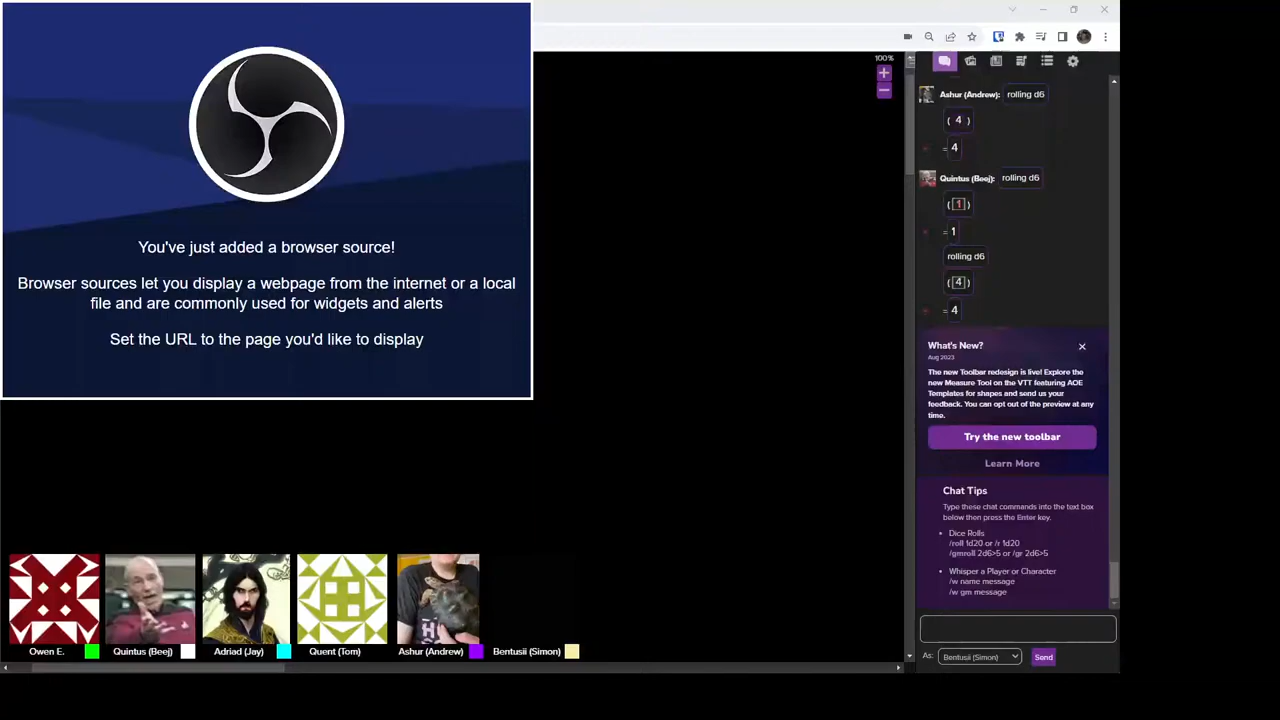 You've just added a browser source!
Browser sources let you display a webpage from the internet or a local
file and are commonly used for widgets and alerts
Set the URL to the page you'd like to display
100%
Ashur (Andrew): rolling d6
( 4 )
= 4
Quintus (Beej): rolling d6
( 1 )
= 1
rolling d6
( 4 )
= 4
What's New?
Aug 2023
The new Toolbar redesign is live! Explore the
new Measure Tool on the VTT featuring AOE
Templates for shapes and send us your
feedback. You can opt out of the preview at any
time.
Try the new toolbar
Learn More
Chat Tips
Type these chat commands into the text box
below then press the Enter key.
• Dice Rolls
/roll 1d20 or /r 1d20
/gmroll 2d6>5 or /gr 2d6>5
• Whisper a Player or Character
/w name message
/w gm message
Owen E.
Quintus (Beej)
Adriad (Jay)
Quent (Tom)
Ashur (Andrew)
Bentusii (Simon)
As: Bentusii (Simon)
Send